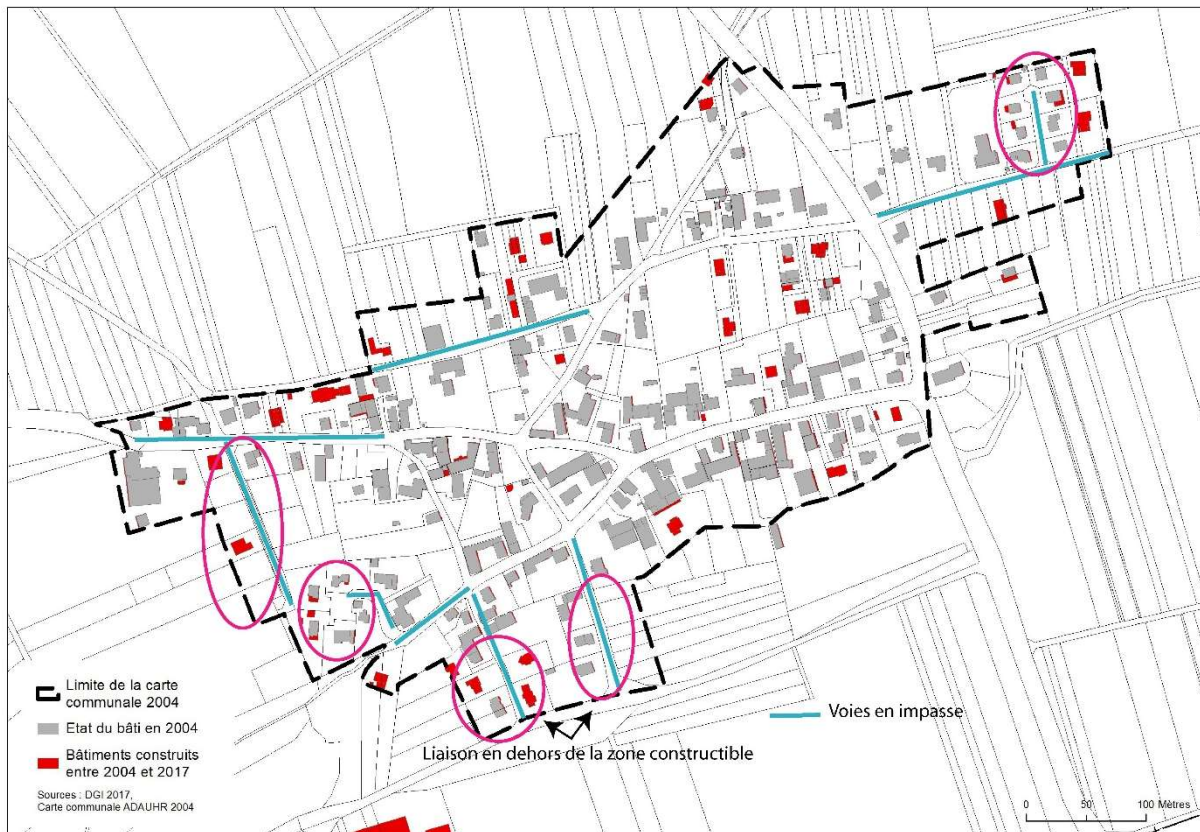 Limite de la carte
communale 2004
Etat du bâti en 2004
Bâtiments construits
entre 2004 et 2017
Sources : DGI 2017,
Carte communale ADAUHR 2004
Voies en impasse
Liaison en dehors de la zone constructible
0 50 100 Mètres